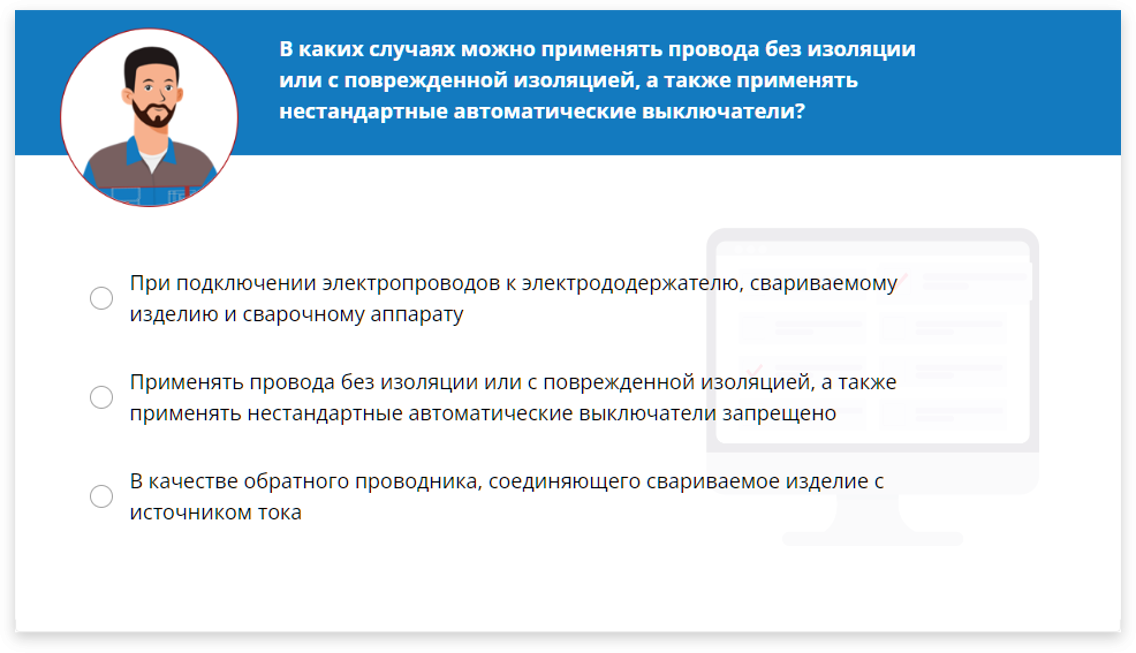 В каких случаях можно применять провода без изоляции
или с поврежденной изоляцией, а также применять
нестандартные автоматические выключатели?
При подключении электропроводов к электрододержателю, свариваемому
изделию и сварочному аппарату
Применять провода без изоляции или с поврежденной изоляцией, а также
применять нестандартные автоматические выключатели запрещено
В качестве обратного проводника, соединяющего свариваемое изделие с
источником тока